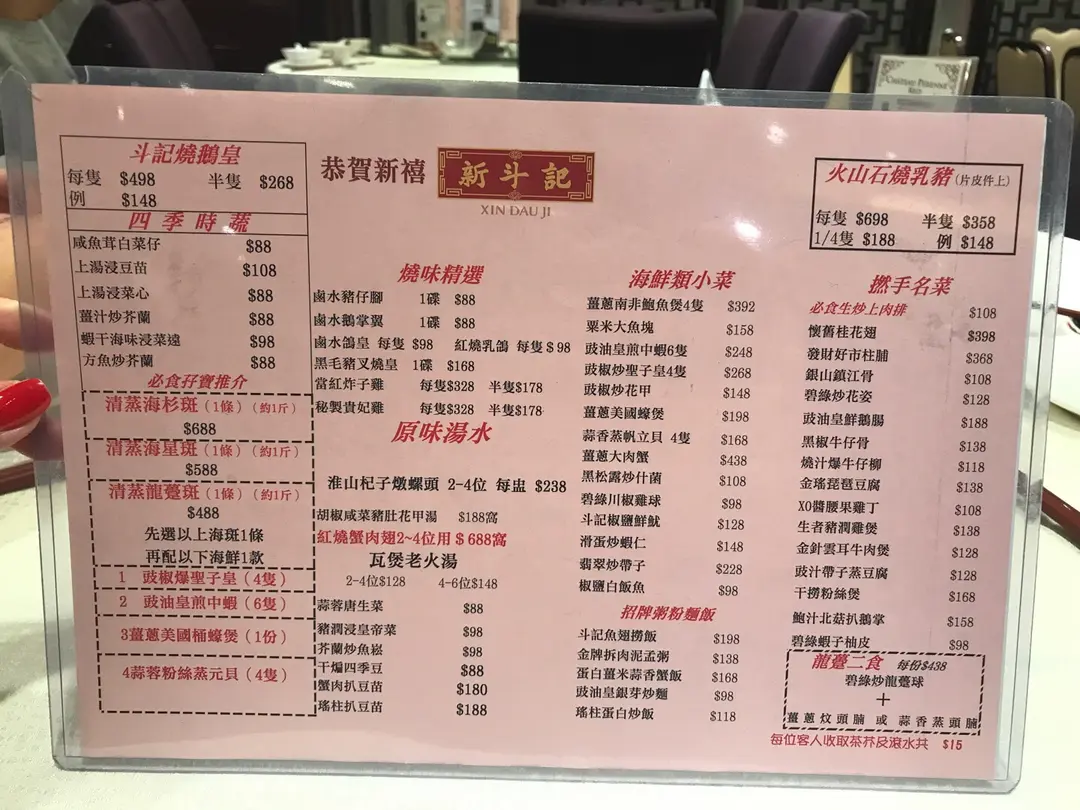 斗記燒鵝皇
每隻 $498 半隻 $268
例 $148
四季時蔬
咸魚茸白菜仔 $88
上湯浸豆苗 $108
上湯浸菜心 $88
薑汁炒芥蘭 $88
蝦干海味浸菜遠 $98
方魚炒芥蘭 $88
必食孖寶推介
清蒸海杉斑(1條)(約1斤)
$688
清蒸海星斑(1條)(約1斤)
$588
清蒸龍躉斑(1條)(約1斤)
$488
先選以上海斑1條
再配以下海鮮1款
1 豉椒爆聖子皇(4隻)
2 豉油皇煎中蝦(6隻)
3薑蔥美國桶蠔煲(1份)
4蒜蓉粉絲蒸元貝(4隻)
恭賀新禧
新斗記
XIN DAU JI
燒味精選
鹵水豬仔腳 1碟 $88
鹵水鵝掌翼 1碟 $88
鹵水鴿皇 每隻 $98 紅燒乳鴿 每隻$98
黑毛豬叉燒皇 1碟 $168
當紅炸子雞 每隻$328 半隻$178
秘製貴妃雞 每隻$328 半隻$178
原味湯水
淮山杞子燉螺頭 2-4位 每盅 $238
胡椒咸菜豬肚花甲湯 $188窩
紅燒蟹肉翅2~4位用$688窩
瓦煲老火湯
2-4位$128 4-6位$148
蒜蓉唐生菜 $88
豬潤浸皇帝菜 $98
芥蘭炒魚崧 $98
干煸四季豆 $88
蟹肉扒豆苗 $180
瑤柱扒豆苗 $188
海鮮類小菜
薑蔥南非鮑魚煲4隻 $392
粟米大魚塊 $158
豉油皇煎中蝦6隻 $248
豉椒炒聖子皇4隻 $268
豉椒炒花甲 $148
薑蔥美國蠔煲 $198
蒜香蒸帆立貝 4隻 $168
薑蔥大肉蟹 $438
黑松露炒什菌 $108
碧綠川椒雞球 $98
斗記椒鹽鮮魷 $128
滑蛋炒蝦仁 $148
翡翠炒帶子 $228
椒鹽白飯魚 $98
招牌粥粉麵飯
斗記魚翅撈飯 $198
金牌拆肉泥孟粥 $138
蛋白薑米蒜香蟹飯 $168
豉油皇銀芽炒麵 $98
瑤柱蛋白炒飯 $118
火山石燒乳豬(片皮件上)
每隻 $698 半隻 $358
1/4隻 $188 例 $148
撚手名菜
必食生炒上肉排 $108
懷舊桂花翅 $398
發財好市柱脯 $368
銀山鎮江骨 $108
碧綠炒花姿 $128
豉油皇鮮鵝腸 $188
黑椒牛仔骨 $138
燒汁爆牛仔柳 $118
金瑤琵琶豆腐 $138
XO醬腰果雞丁 $108
生者豬潤雞煲 $138
金針雲耳牛肉煲 $128
豉汁帶子蒸豆腐 $128
干撈粉絲煲 $168
鮑汁北菇扒鵝掌 $158
碧綠蝦子柚皮 $98
龍躉二食 每份$438
碧綠炒龍躉球
+
薑蔥炆頭腩 或 蒜香蒸頭腩
每位客人收取茶芥及滾水共 $15